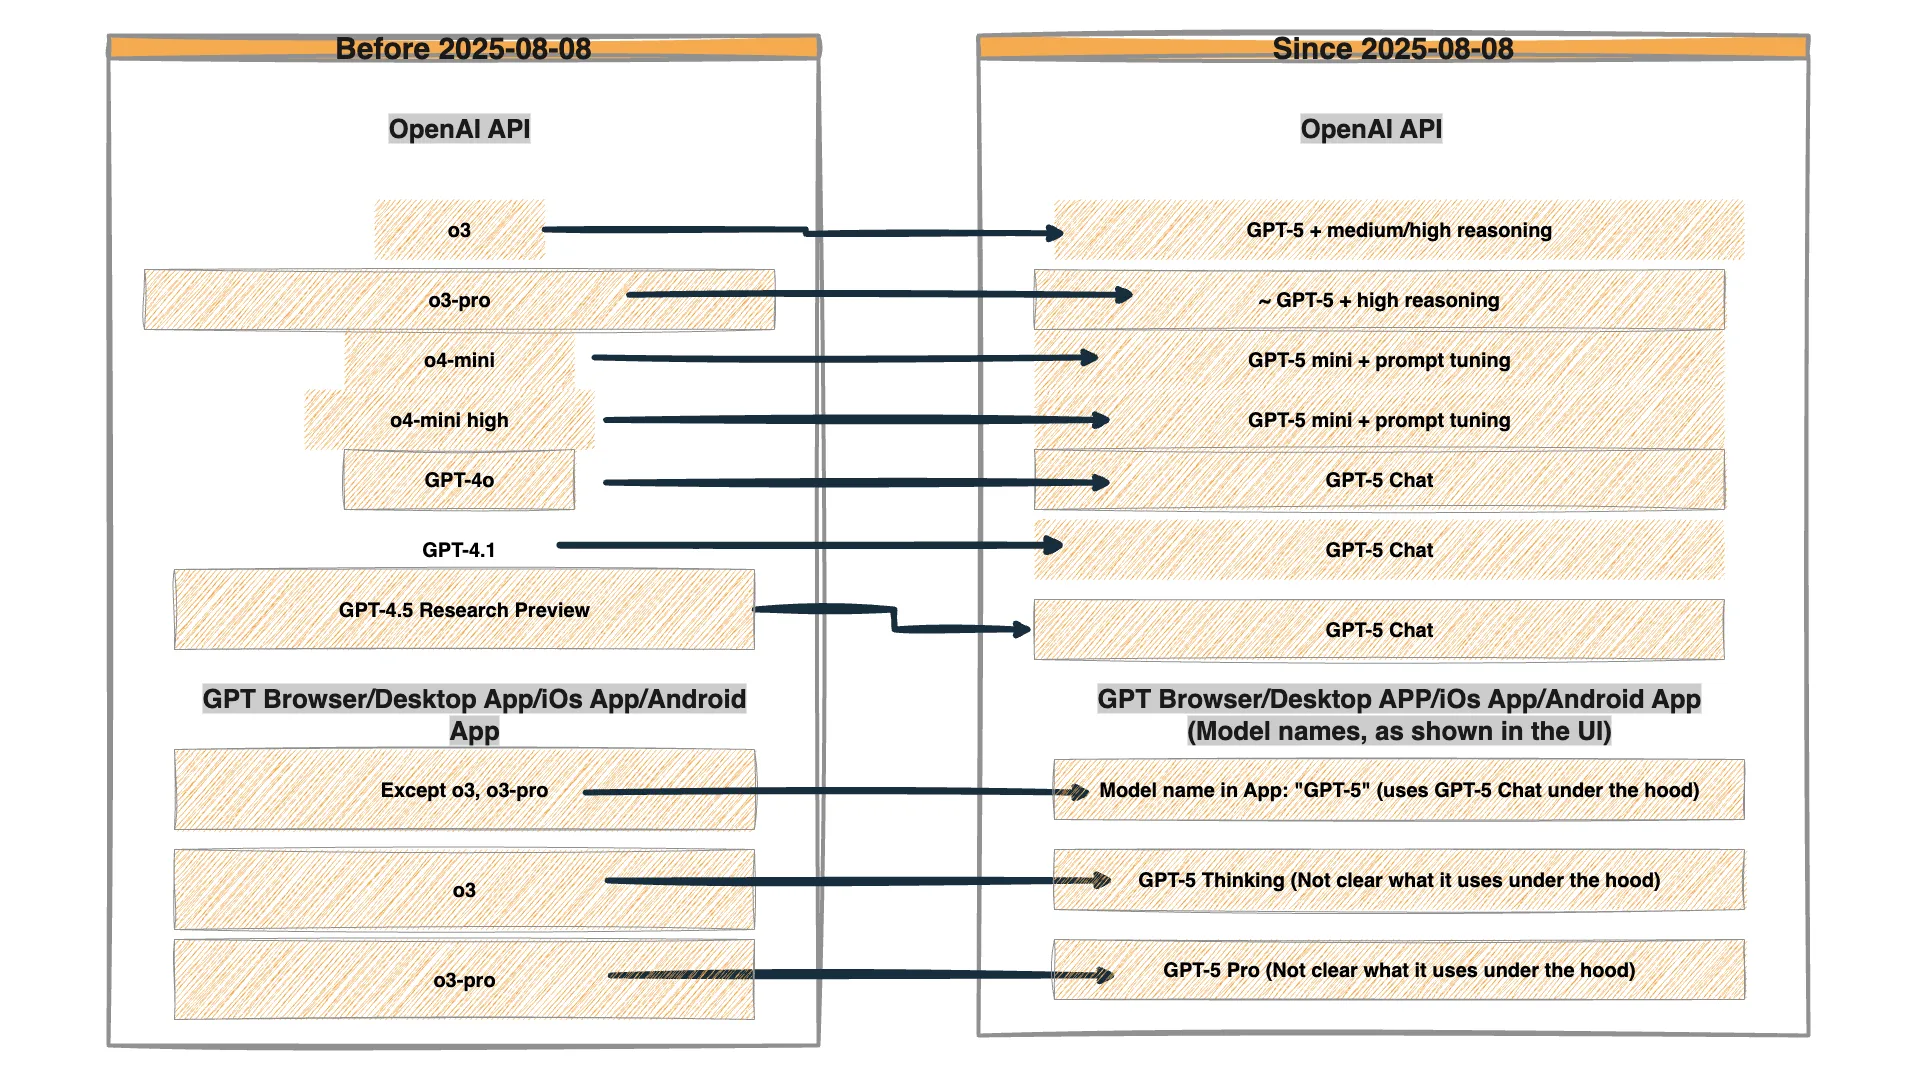 Before 2025-08-08
OpenAI API
o3
o3-pro
o4-mini
o4-mini high
GPT-4o
GPT-4.1
GPT-4.5 Research Preview
GPT Browser/Desktop App/iOs App/Android
App
Except o3, o3-pro
o3
o3-pro
Since 2025-08-08
OpenAI API
GPT-5 + medium/high reasoning
~ GPT-5 + high reasoning
GPT-5 mini + prompt tuning
GPT-5 mini + prompt tuning
GPT-5 Chat
GPT-5 Chat
GPT-5 Chat
GPT Browser/Desktop APP/iOs App/Android App
(Model names, as shown in the UI)
Model name in App: "GPT-5" (uses GPT-5 Chat under the hood)
GPT-5 Thinking (Not clear what it uses under the hood)
GPT-5 Pro (Not clear what it uses under the hood)